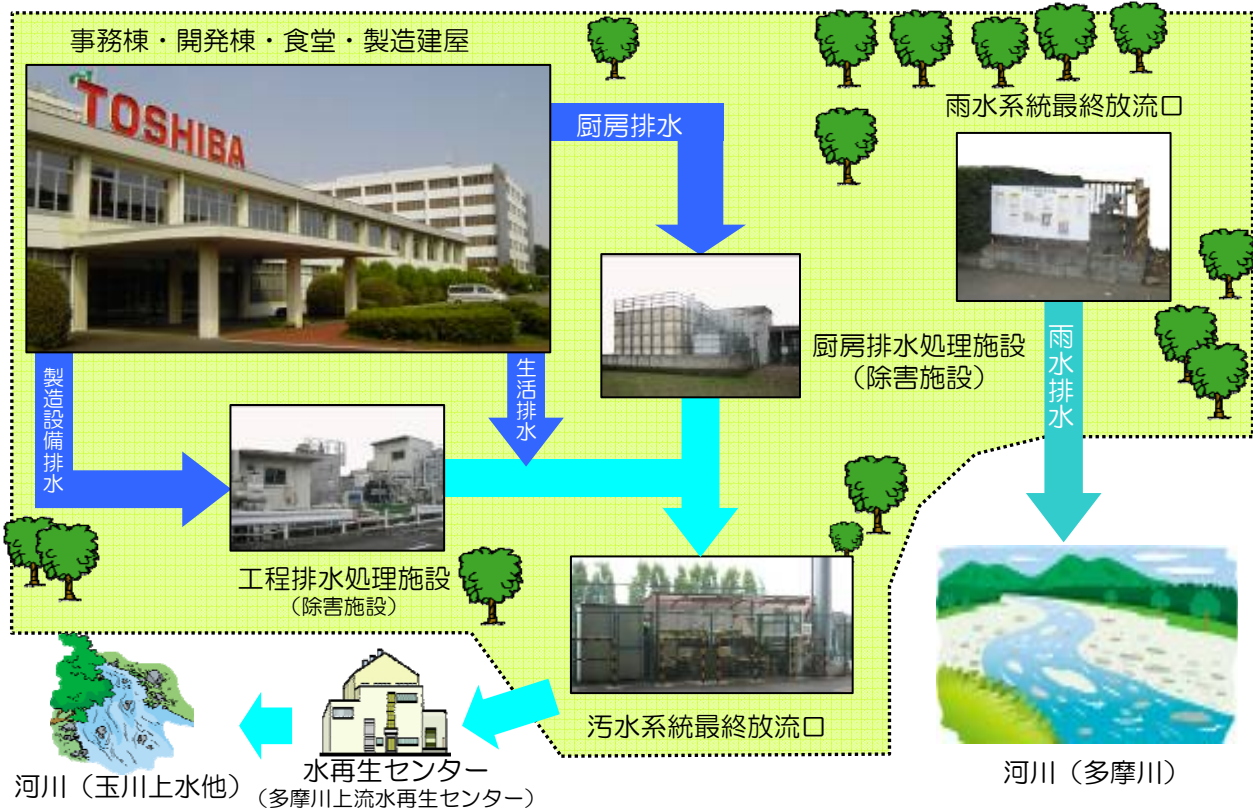 事務棟・開発棟・食堂・製造建屋
TOSHIBA
厨房排水
雨水系統最終放流口
厨房排水処理施設
（除害施設）
雨水排水
製造設備排水
生活排水
工程排水処理施設
（除害施設）
汚水系統最終放流口
水再生センター
（多摩川上流水再生センター）
河川（玉川上水他）
河川（多摩川）